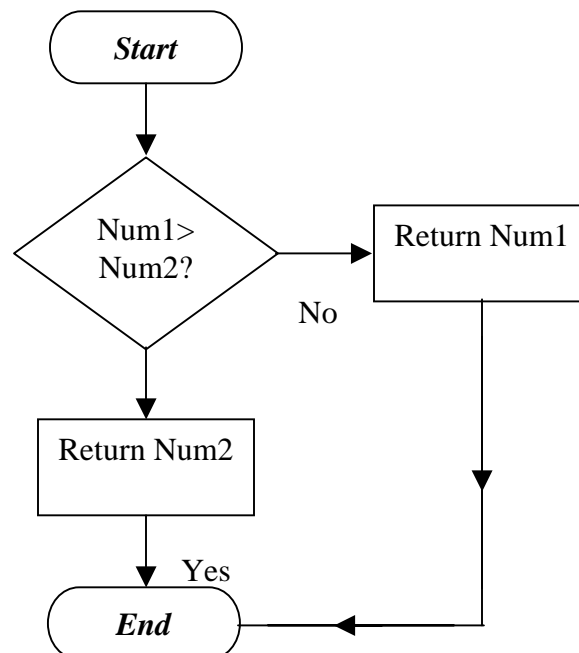 Start
Num1>
Num2?
Return Num1
No
Return Num2
Yes
End